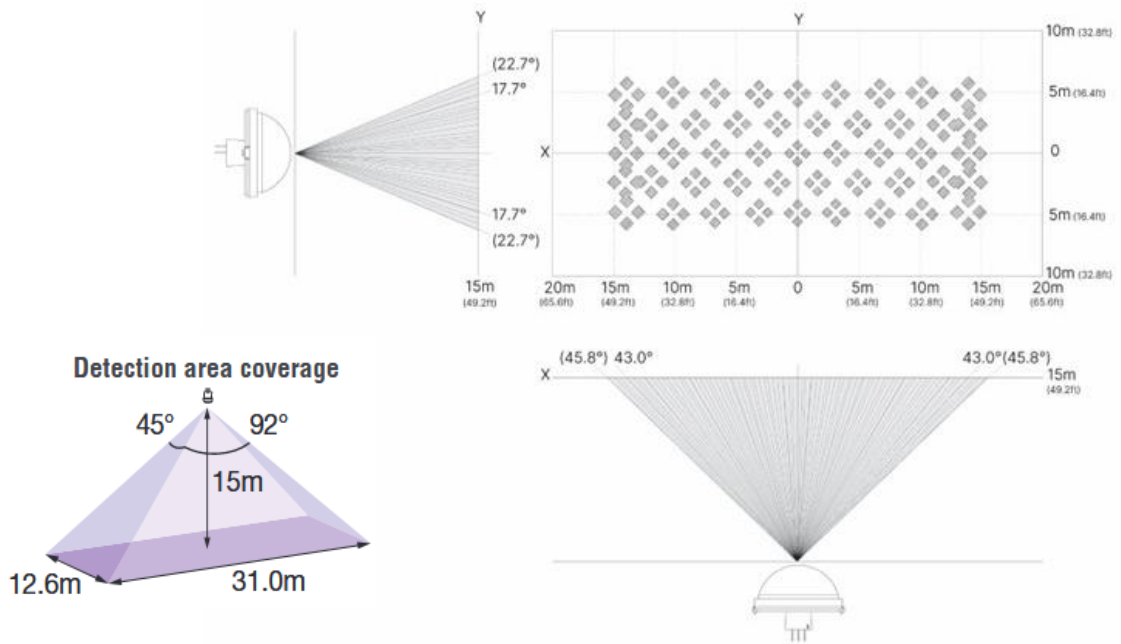 Y
(22.7°)
17.7°
17.7°
(22.7°)
15m
(49.2ft)
Y
10m (32.8ft)
5m (16.4ft)
X
0
5m (16.4ft)
10m (32.8ft)
20m 15m 10m 5m 0 5m 10m 15m 20m
(65.6ft) (49.2ft) (32.8ft) (16.4ft) (16.4ft) (32.8ft) (49.2ft) (65.6ft)
Detection area coverage
45° 92°
15m
12.6m
31.0m
(45.8°) 43.0° 43.0°(45.8°)
X
15m
(49.2ft)